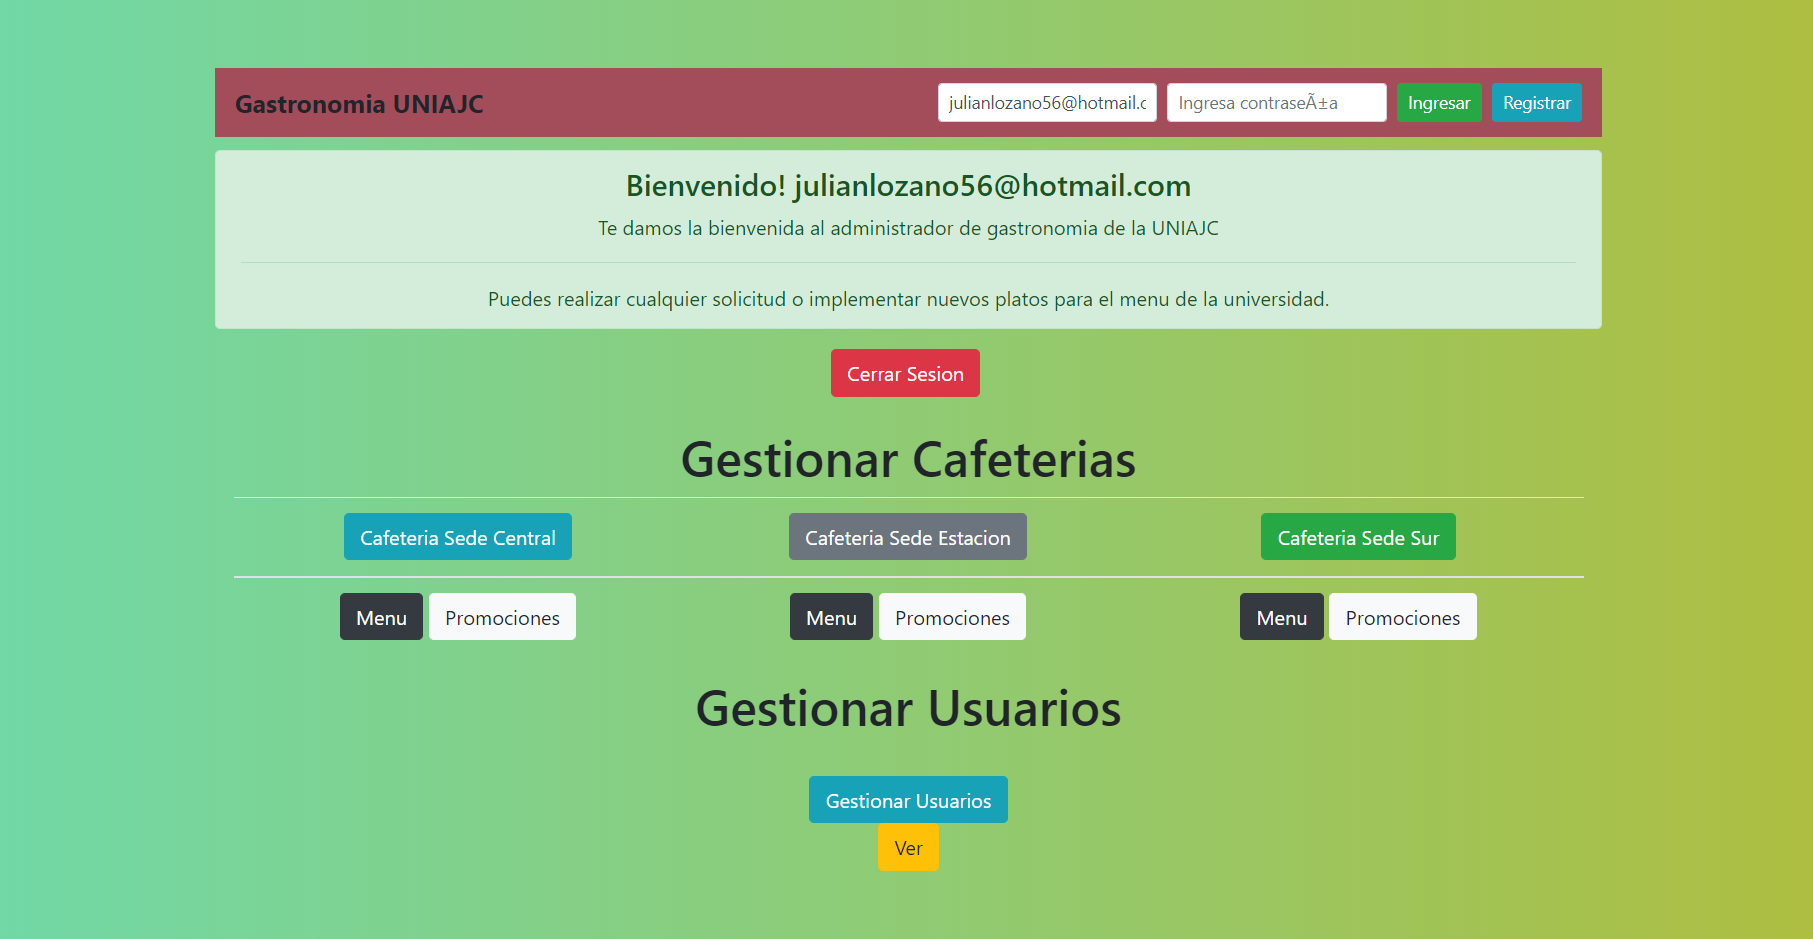 Gastronomia UNIAJC julianlozano56@hotmail.c Ingresa contraseÃ±a Ingresar Registrar
Bienvenido! julianlozano56@hotmail.com
Te damos la bienvenida al administrador de gastronomia de la UNIAJC
Puedes realizar cualquier solicitud o implementar nuevos platos para el menu de la universidad.
Cerrar Sesion
Gestionar Cafeterias
Cafeteria Sede Central Cafeteria Sede Estacion Cafeteria Sede Sur
Menu Promociones Menu Promociones Menu Promociones
Gestionar Usuarios
Gestionar Usuarios
Ver